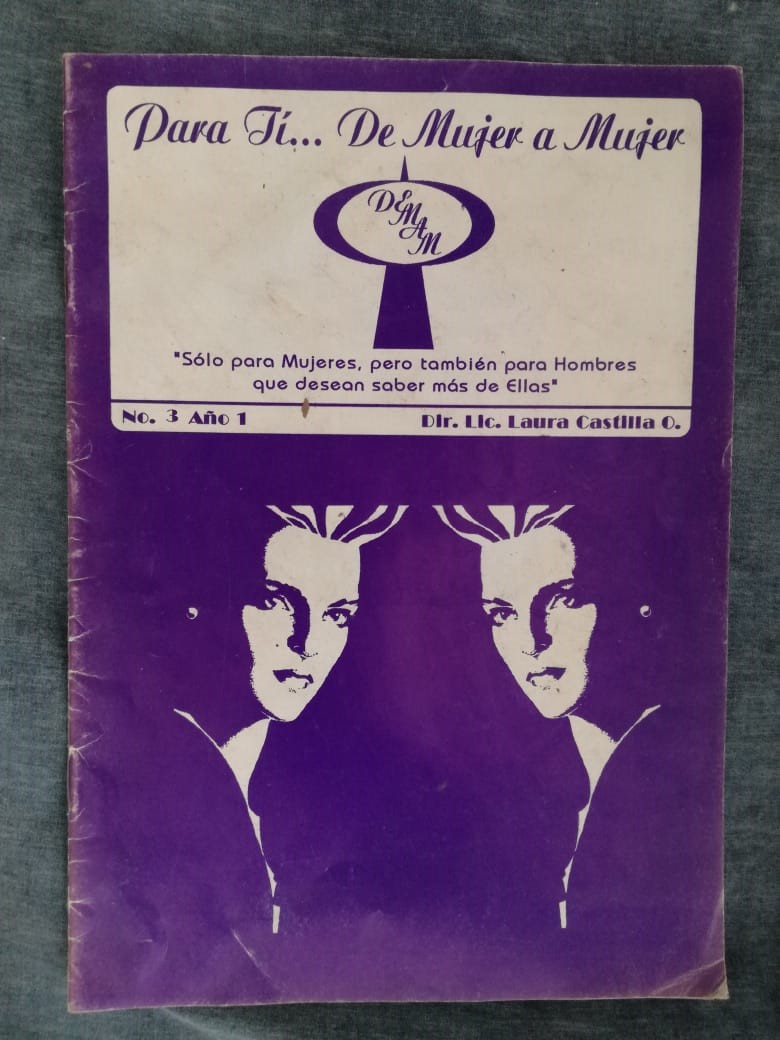 Para Tí... De Mujer a Mujer
DEMAM
"Sólo para Mujeres, pero también para Hombres
que desean saber más de Ellas"
No. 3 Año 1
Dir. Lic. Laura Castilla O.